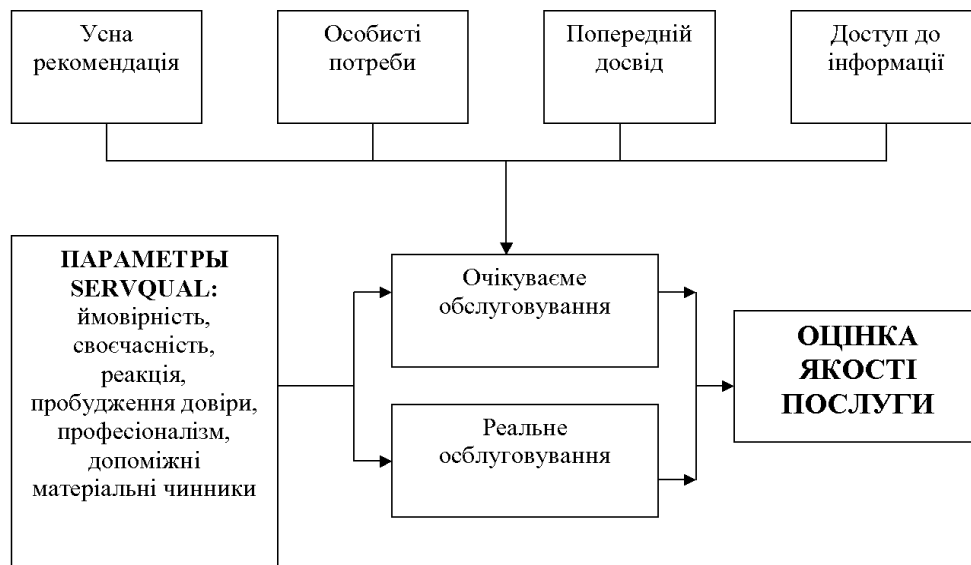 Усна
рекомендація
Особисті
потреби
Попередній
досвід
Доступ до
інформації
ПАРАМЕТРЫ
SERVQUAL:
ймовірність,
своєчасність,
реакція,
пробудження довіри,
професіоналізм,
допоміжні
матеріальні чинники
Очікуваєме
обслуговування
Реальне
осблуговування
ОЦІНКА
ЯКОСТІ
ПОСЛУГИ